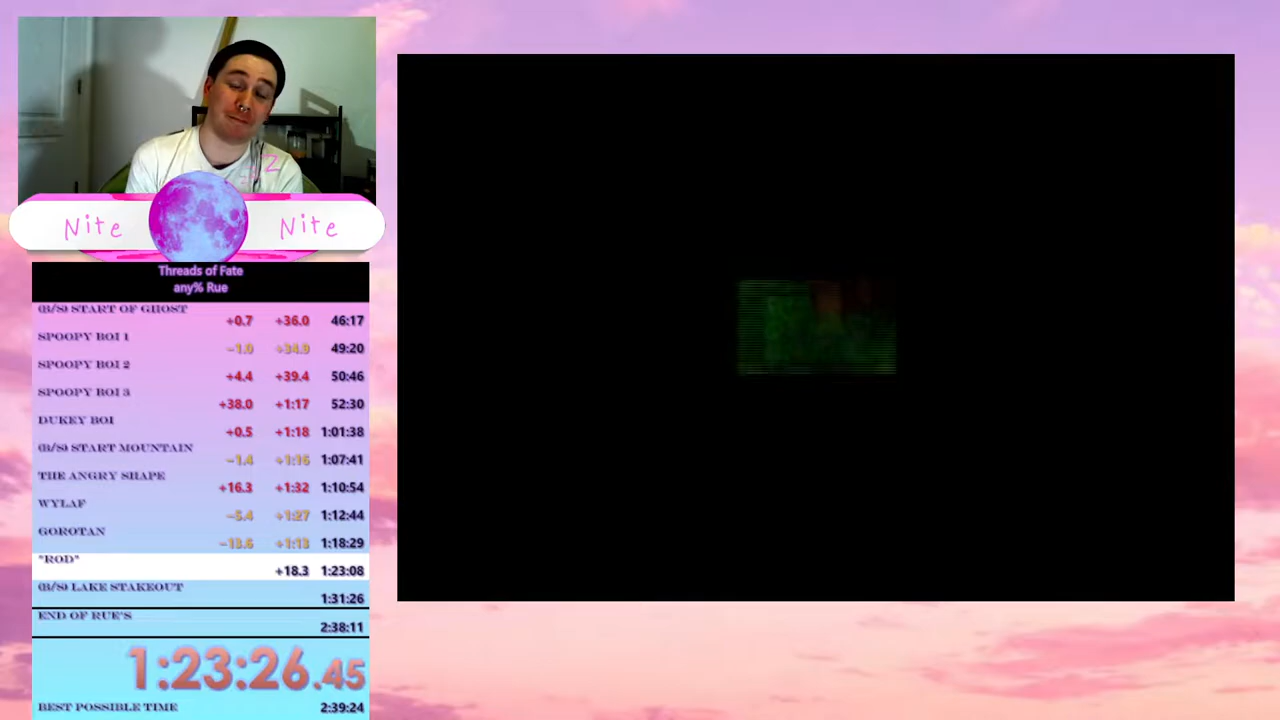 Nite Nite
Threads of Fate
any% Rue
(B/S) START OF GHOST +0.7 +36.0 46:17
SPOOPY BOI 1 −1.0 +34.9 49:20
SPOOPY BOI 2 +4.4 +39.4 50:46
SPOOPY BOI 3 +38.0 +1:17 52:30
DUKEY BOI +0.5 +1:18 1:01:38
(B/S) START MOUNTAIN −1.4 +1:16 1:07:41
THE ANGRY SHAPE +16.3 +1:32 1:10:54
WYLAF −5.4 +1:27 1:12:44
GOROTAN −13.6 +1:13 1:18:29
"ROD" +18.3 1:23:08
(B/S) LAKE STAKEOUT 1:31:26
END OF RUE'S 2:38:11
1:23:26.45
BEST POSSIBLE TIME 2:39:24